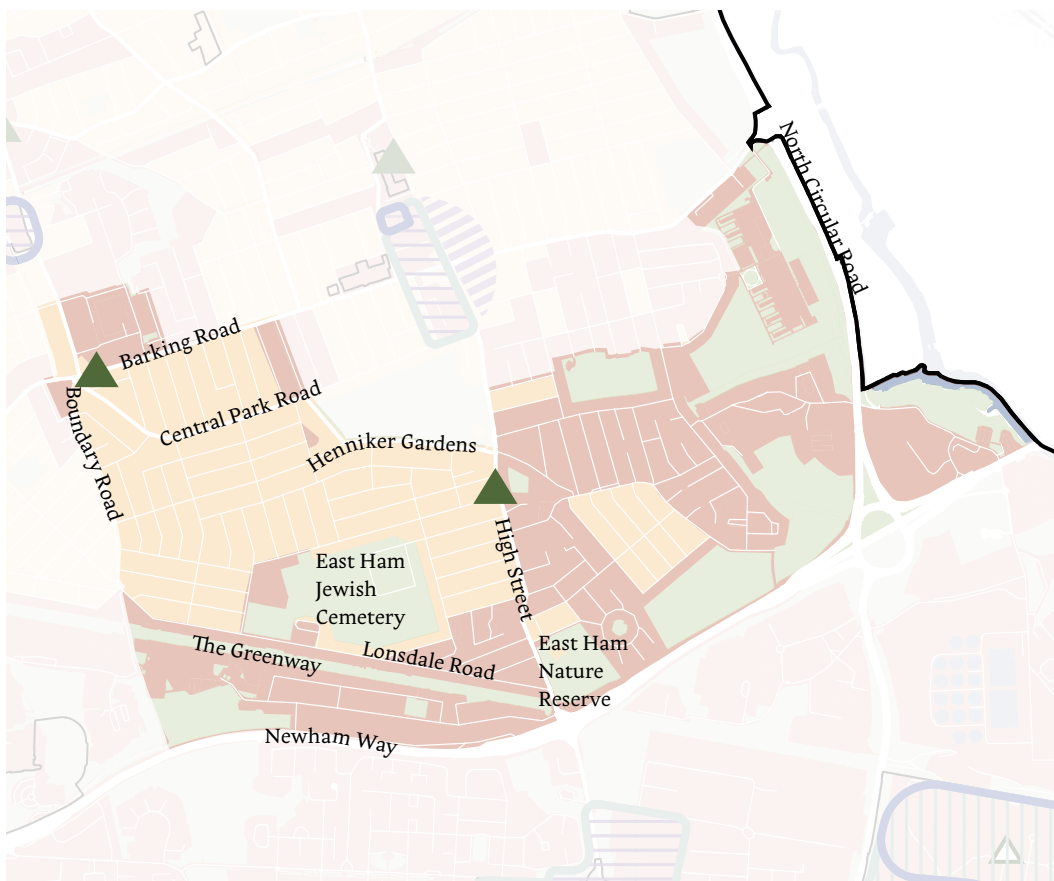 North Circular Road
Barking Road
Central Park Road
Boundary Road
Henniker Gardens
High Street
East Ham
Jewish
Cemetery
The Greenway
Lonsdale Road
East Ham
Nature
Reserve
Newham Way